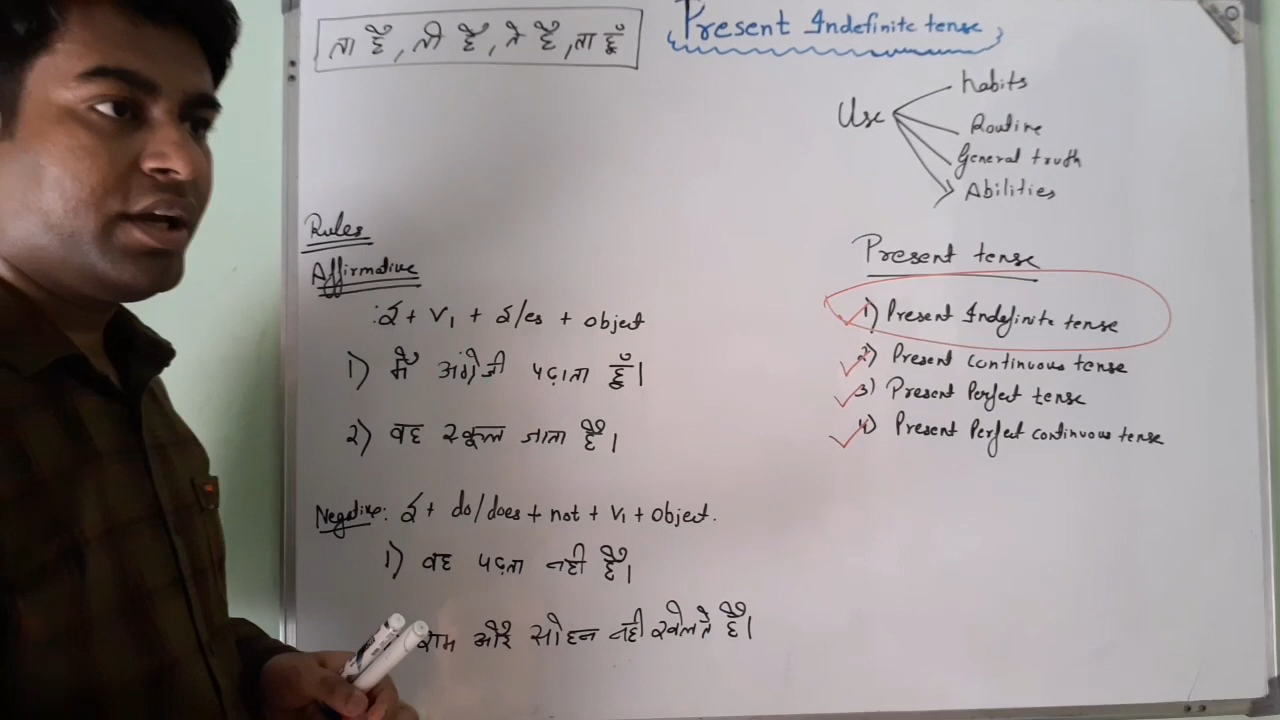 ता है, ती है, ते है, ता हूँ
Present Indefinite tense
Use
habits
Routine
General truth
Abilities
Rules
Affirmative
: S + V1 + s/es + object
1) मैं अंग्रेजी पढ़ाता हूँ।
2) वह स्कूल जाता है।
Negative: S + do/does + not + V1 + object.
1) वह पढ़ता नही है।
राम और सोहन नही खेलते है।
Present tense
1) Present Indefinite tense
2) Present continuous tense
3) Present Perfect tense
4) Present Perfect continuous tense